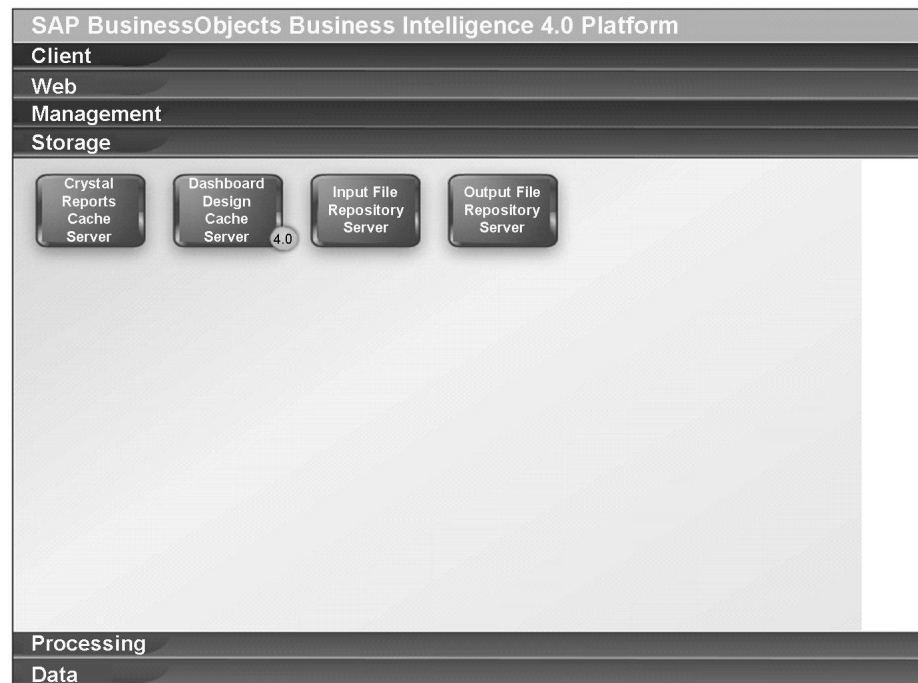 SAP BusinessObjects Business Intelligence 4.0 Platform
Client
Web
Management
Storage
Crystal
Reports
Cache
Server
Dashboard
Design
Cache
Server
4.0
Input File
Repository
Server
Output File
Repository
Server
Processing
Data